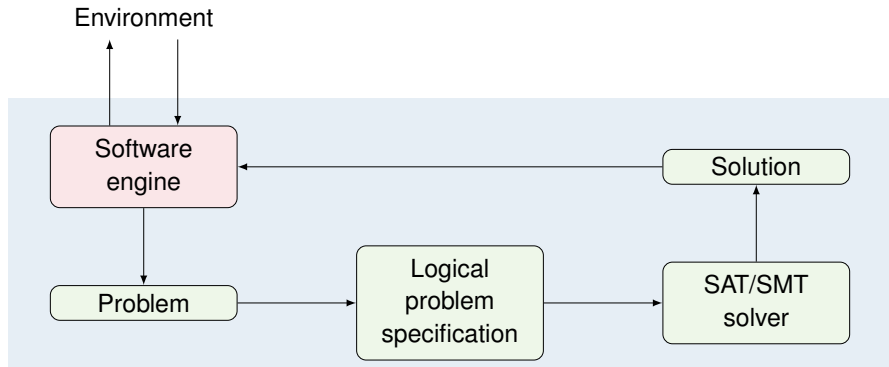 Environment
Software
engine
Solution
Problem
Logical
problem
specification
SAT/SMT
solver